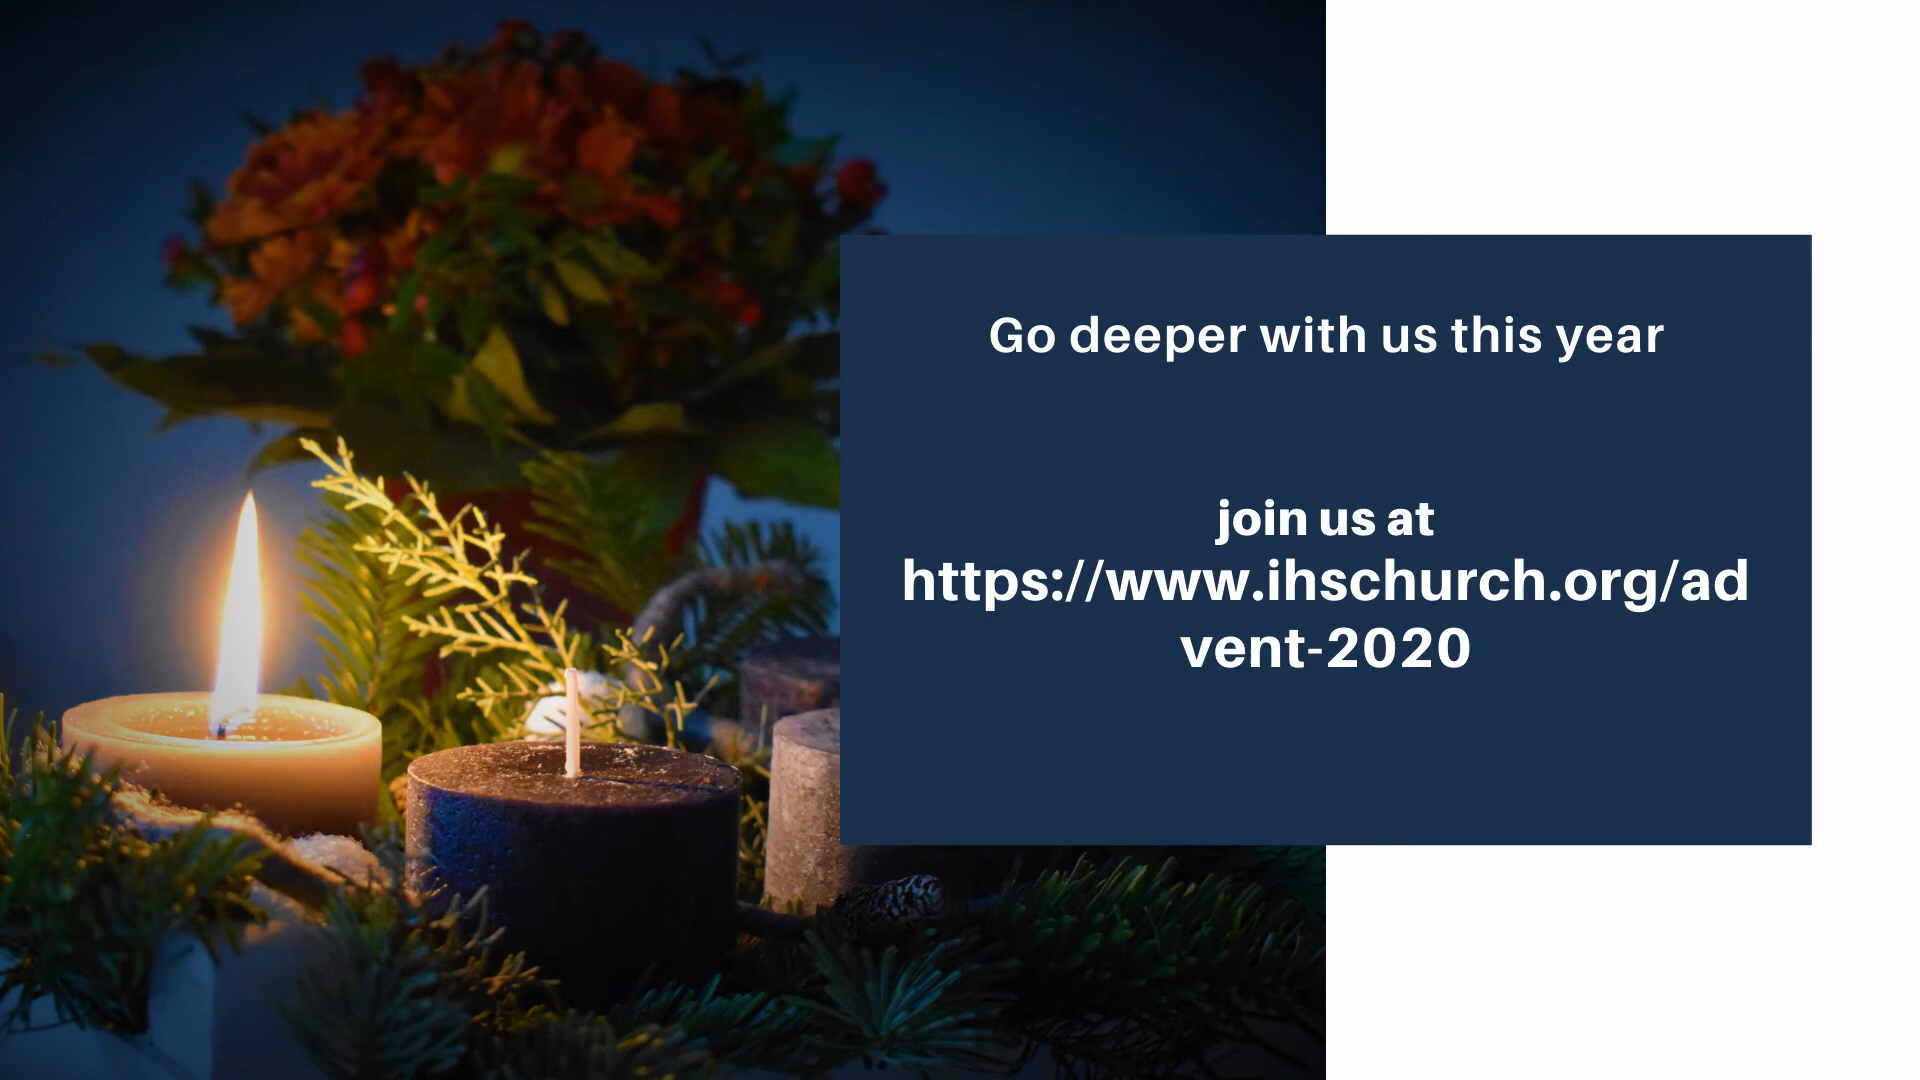 Go deeper with us this year
join us at
https://www.ihschurch.org/ad
vent-2020